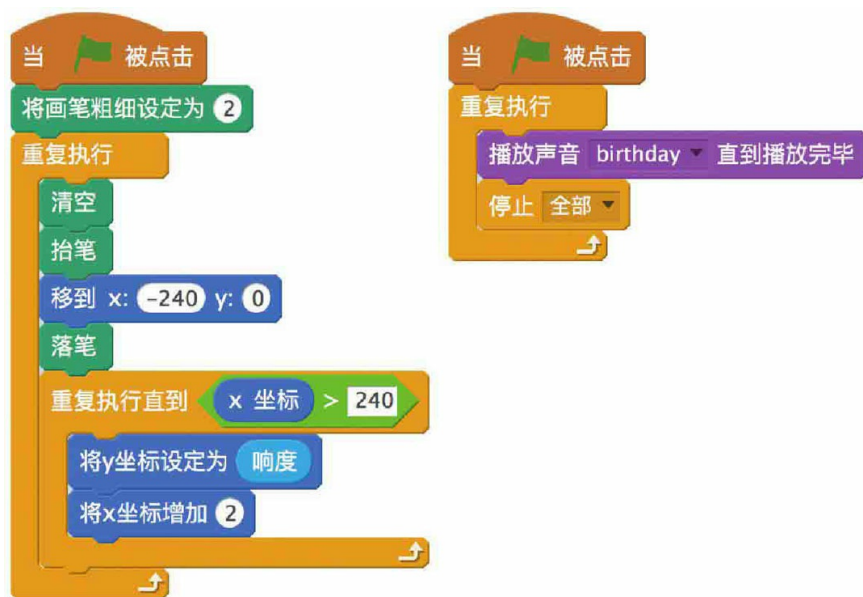 当 被点击
将画笔粗细设定为 2
重复执行
清空
抬笔
移到 x: -240 y: 0
落笔
重复执行直到 x 坐标 > 240
将y坐标设定为 响度
将x坐标增加 2
当 被点击
重复执行
播放声音 birthday 直到播放完毕
停止 全部